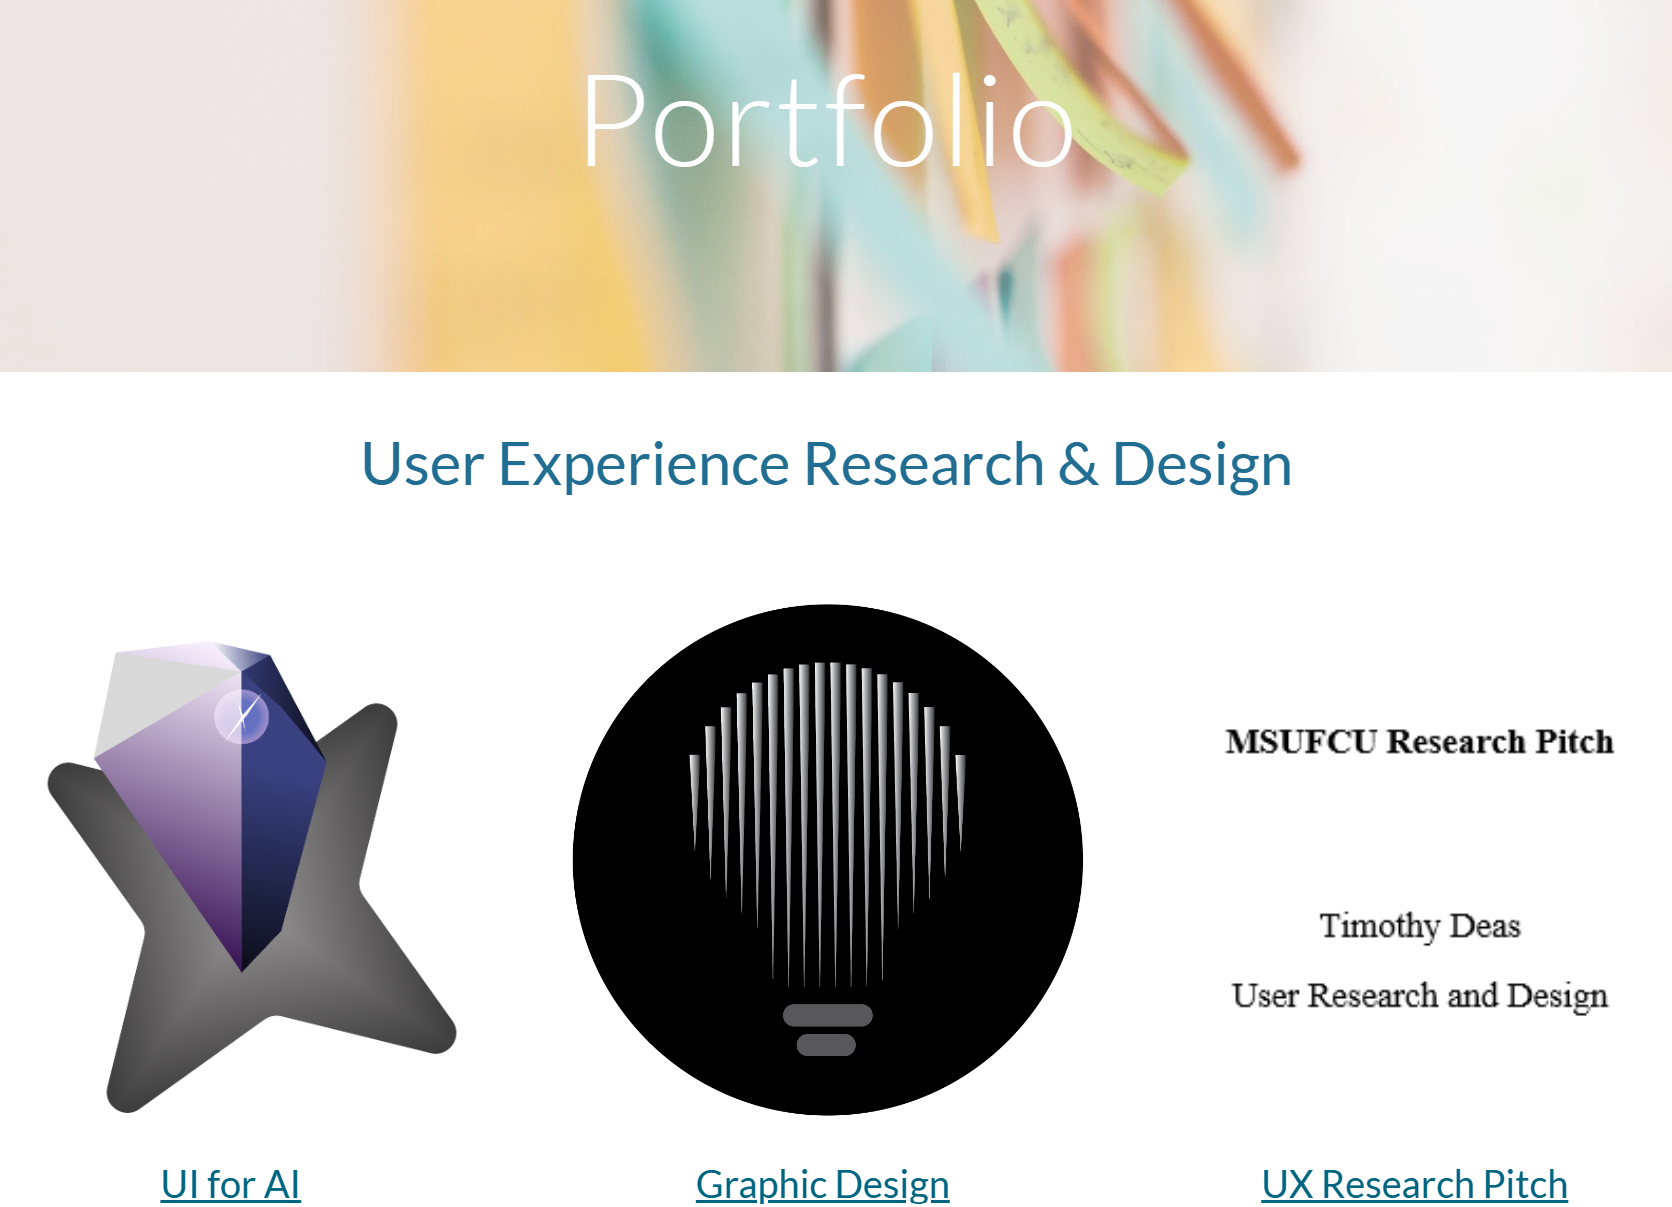 Portfolio
User Experience Research & Design
MSUFCU Research Pitch
Timothy Deas
User Research and Design
UI for AI
Graphic Design
UX Research Pitch